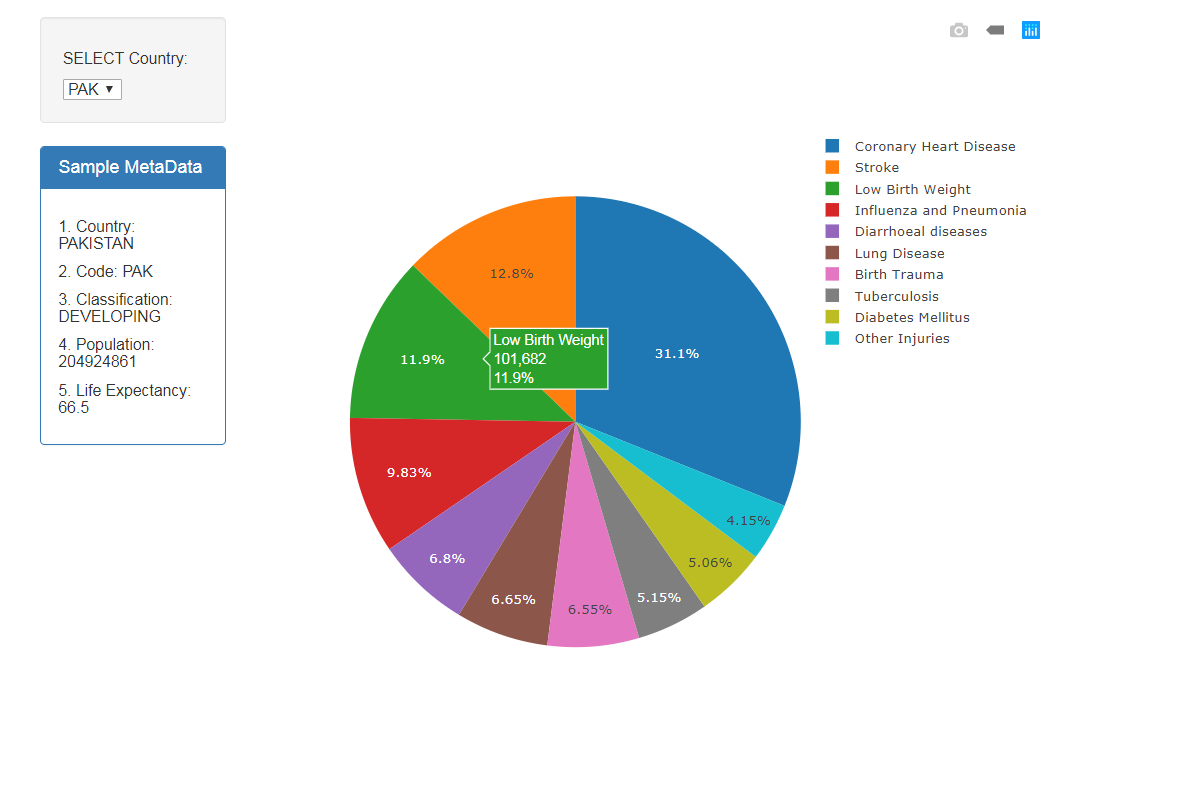 SELECT Country:
PAK ▼
Sample MetaData
1. Country:
PAKISTAN
2. Code: PAK
3. Classification:
DEVELOPING
4. Population:
204924861
5. Life Expectancy:
66.5
12.8%
31.1%
11.9%
Low Birth Weight
101,682
11.9%
9.83%
6.8%
6.65%
6.55%
5.15%
5.06%
4.15%
Coronary Heart Disease
Stroke
Low Birth Weight
Influenza and Pneumonia
Diarrhoeal diseases
Lung Disease
Birth Trauma
Tuberculosis
Diabetes Mellitus
Other Injuries